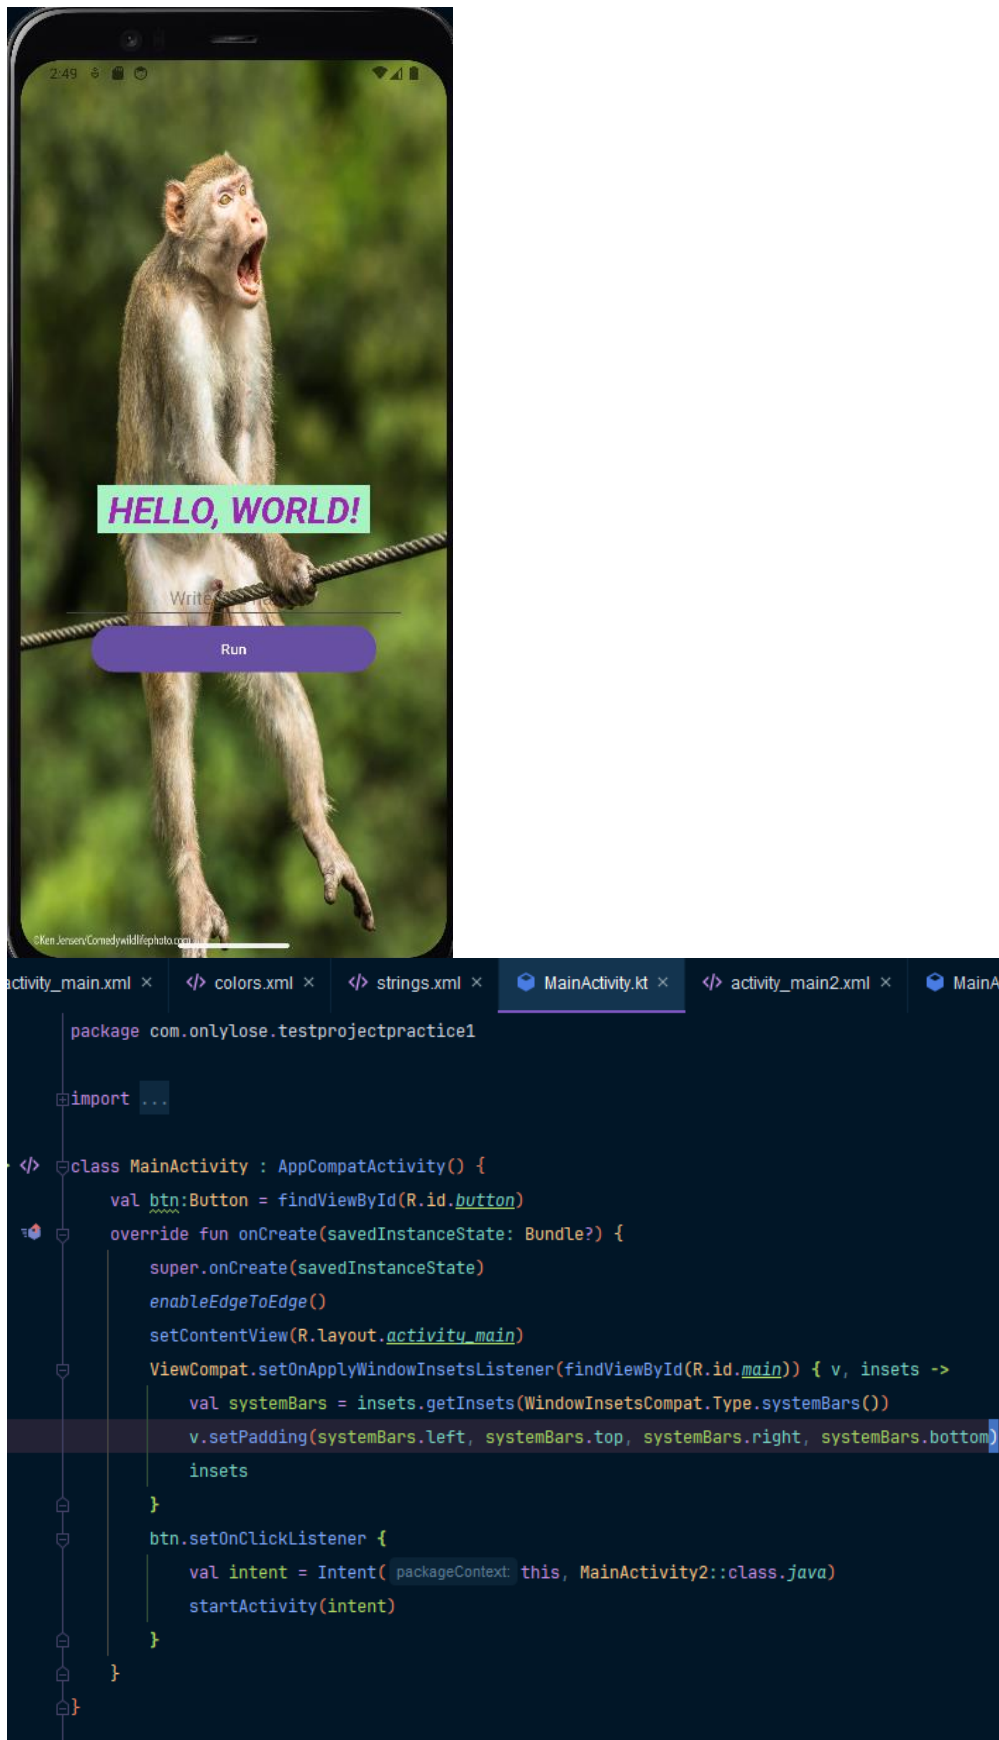 2:49
HELLO, WORLD!
Write
Run
©Ken Jensen/Comedywildlifephoto.com
activity_main.xml × </> colors.xml × </> strings.xml × MainActivity.kt × </> activity_main2.xml × MainA
package com.onlylose.testprojectpractice1
import ...
class MainActivity : AppCompatActivity() {
val btn:Button = findViewById(R.id.button)
override fun onCreate(savedInstanceState: Bundle?) {
super.onCreate(savedInstanceState)
enableEdgeToEdge()
setContentView(R.layout.activity_main)
ViewCompat.setOnApplyWindowInsetsListener(findViewById(R.id.main)) { v, insets ->
val systemBars = insets.getInsets(WindowInsetsCompat.Type.systemBars())
v.setPadding(systemBars.left, systemBars.top, systemBars.right, systemBars.bottom)
insets
}
btn.setOnClickListener {
val intent = Intent( packageContext: this, MainActivity2::class.java)
startActivity(intent)
}
}
}